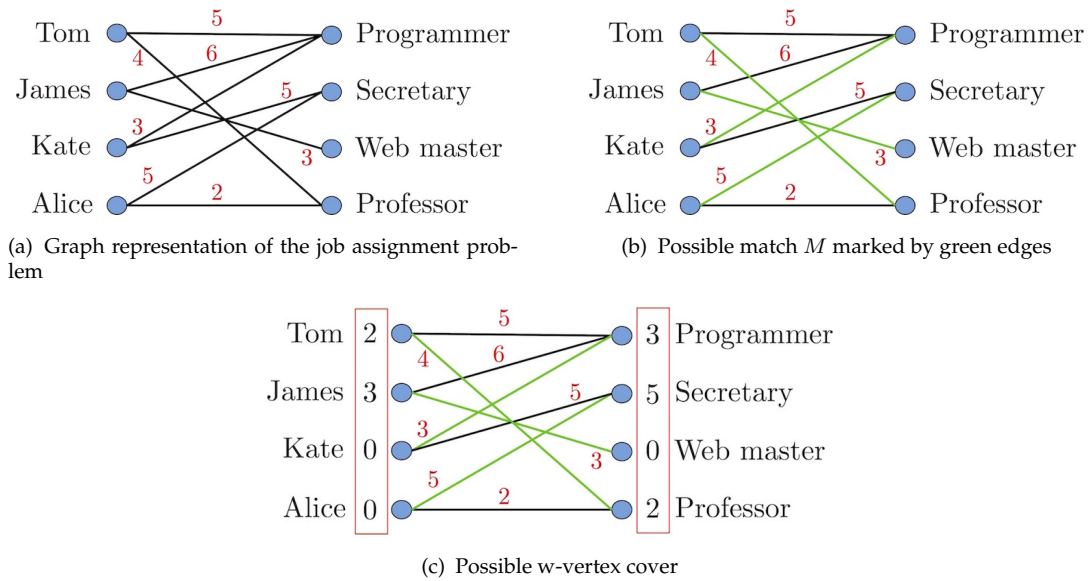 Tom 5 Programmer
4 6
James 5 Secretary
Kate 3 3 Web master
5 2
Alice Professor
(a) Graph representation of the job assignment prob-
lem
Tom 5 Programmer
4 6
James 5 Secretary
Kate 3 3 Web master
5 2
Alice Professor
(b) Possible match M marked by green edges
Tom 2 5 3 Programmer
4 6
James 3 5 5 Secretary
Kate 0 3 3 0 Web master
5 2
Alice 0 2 Professor
(c) Possible w-vertex cover